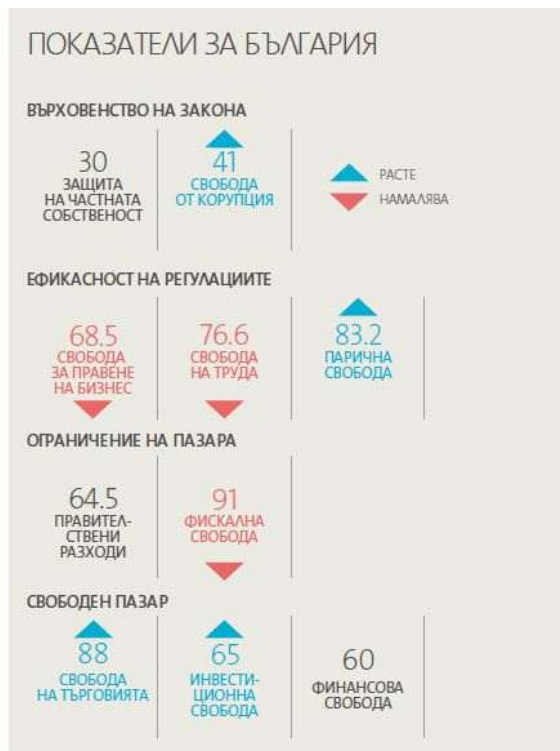 ПОКАЗАТЕЛИ ЗА БЪЛГАРИЯ
ВЪРХОВЕНСТВО НА ЗАКОНА
30
ЗАЩИТА
НА ЧАСТНАТА
СОБСТВЕНОСТ
41
СВОБОДА
ОТ КОРУПЦИЯ
РАСТЕ
НАМАЛЯВА
ЕФИКАСНОСТ НА РЕГУЛАЦИИТЕ
68.5
СВОБОДА
ЗА ПРАВЕНЕ
НА БИЗНЕС
76.6
СВОБОДА
НА ТРУДА
83.2
ПАРИЧНА
СВОБОДА
ОГРАНИЧЕНИЕ НА ПАЗАРА
64.5
ПРАВИТЕЛ-
СТВЕНИ
РАЗХОДИ
91
ФИСКАЛНА
СВОБОДА
СВОБОДЕН ПАЗАР
88
СВОБОДА
НА ТЪРГОВИЯТА
65
ИНВЕСТИ-
ЦИОННА
СВОБОДА
60
ФИНАНСОВА
СВОБОДА